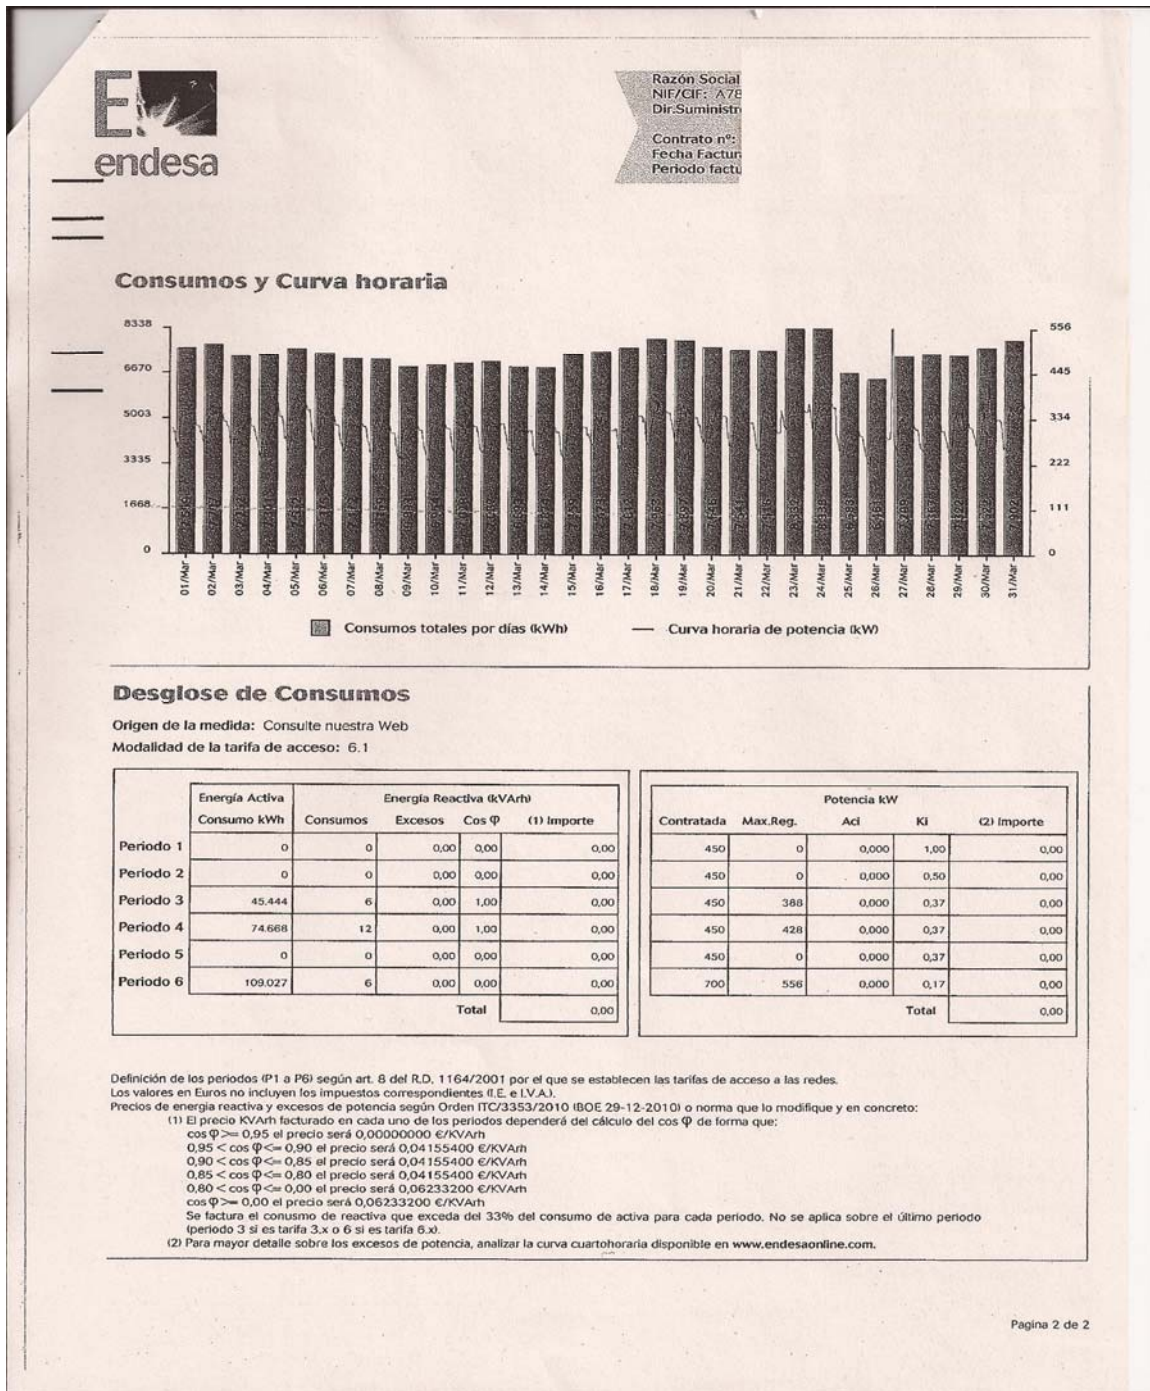 endesa
Razón Social
NIF/CIF: A78
Dir.Suministr
Contrato nº:
Fecha Factur
Periodo factu
Consumos y Curva horaria
8338 556
6670 445
5003 334
3335 222
1668 111
0 0
01/Mar 02/Mar 03/Mar 04/Mar 05/Mar 06/Mar 07/Mar 08/Mar 09/Mar 10/Mar 11/Mar 12/Mar 13/Mar 14/Mar 15/Mar 16/Mar 17/Mar 18/Mar 19/Mar 20/Mar 21/Mar 22/Mar 23/Mar 24/Mar 25/Mar 26/Mar 27/Mar 28/Mar 29/Mar 30/Mar 31/Mar
Consumos totales por días (kWh) Curva horaria de potencia (kW)
Desglose de Consumos
Origen de la medida: Consulte nuestra Web
Modalidad de la tarifa de acceso: 6.1
Energía Activa Energía Reactiva (kVArh)
Consumo kWh Consumos Excesos Cos φ (1) Importe
Periodo 1 0 0 0,00 0,00 0,00
Periodo 2 0 0 0,00 0,00 0,00
Periodo 3 45.444 6 0,00 1,00 0,00
Periodo 4 74.668 12 0,00 1,00 0,00
Periodo 5 0 0 0,00 0,00 0,00
Periodo 6 109.027 6 0,00 0,00 0,00
Total 0,00
Potencia kW
Contratada Max.Reg. Aci Ki (2) Importe
450 0 0,000 1,00 0,00
450 0 0,000 0,50 0,00
450 388 0,000 0,37 0,00
450 428 0,000 0,37 0,00
450 0 0,000 0,37 0,00
700 556 0,000 0,17 0,00
Total 0,00
Definición de los periodos (P1 a P6) según art. 8 del R.D. 1164/2001 por el que se establecen las tarifas de acceso a las redes.
Los valores en Euros no incluyen los impuestos correspondientes (I.E. e I.V.A.).
Precios de energia reactiva y excesos de potencia según Orden ITC/3353/2010 (BOE 29-12-2010) o norma que lo modifique y en concreto:
(1) El precio KVArh facturado en cada uno de los periodos dependerá del cálculo del cos φ de forma que:
cos φ >= 0,95 el precio será 0,00000000 €/KVArh
0,95 < cos φ <= 0,90 el precio será 0,04155400 €/KVArh
0,90 < cos φ <= 0,85 el precio será 0,04155400 €/KVArh
0,85 < cos φ <= 0,80 el precio será 0,04155400 €/KVArh
0,80 < cos φ <= 0,00 el precio será 0,06233200 €/KVArh
cos φ >= 0,00 el precio será 0,06233200 €/KVArh
Se factura el conusmo de reactiva que exceda del 33% del consumo de activa para cada periodo. No se aplica sobre el último periodo
(periodo 3 si es tarifa 3.x o 6 si es tarifa 6.x).
(2) Para mayor detalle sobre los excesos de potencia, analizar la curva cuartohoraria disponible en www.endesaonline.com.
Pagina 2 de 2